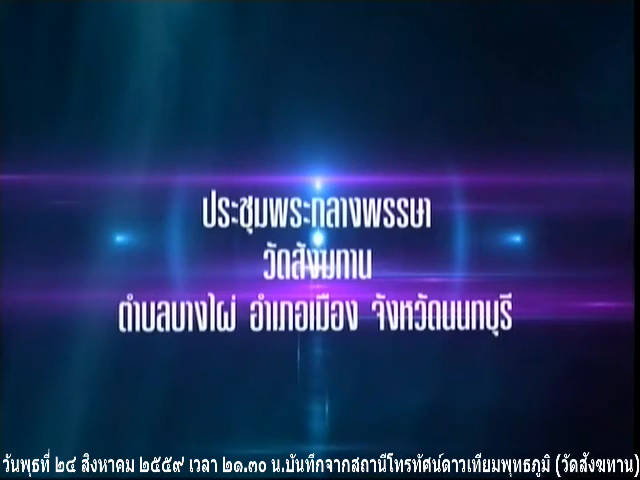 ประชุมพระกลางพรรษา
วัดสังฆทาน
ตำบลบางไผ่ อำเภอเมือง จังหวัดนนทบุรี
วันพุธที่ ๒๔ สิงหาคม ๒๕๕๙ เวลา ๒๑.๓๐ น.บันทึกจากสถานีโทรทัศน์ดาวเทียมพุทธภูมิ (วัดสังฆทาน)